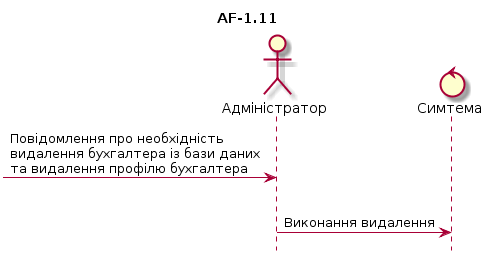 AF-1.11
Адміністратор
Симтема
Повідомлення про необхідність
видалення бухгалтера із бази даних
та видалення профілю бухгалтера
Виконання видалення